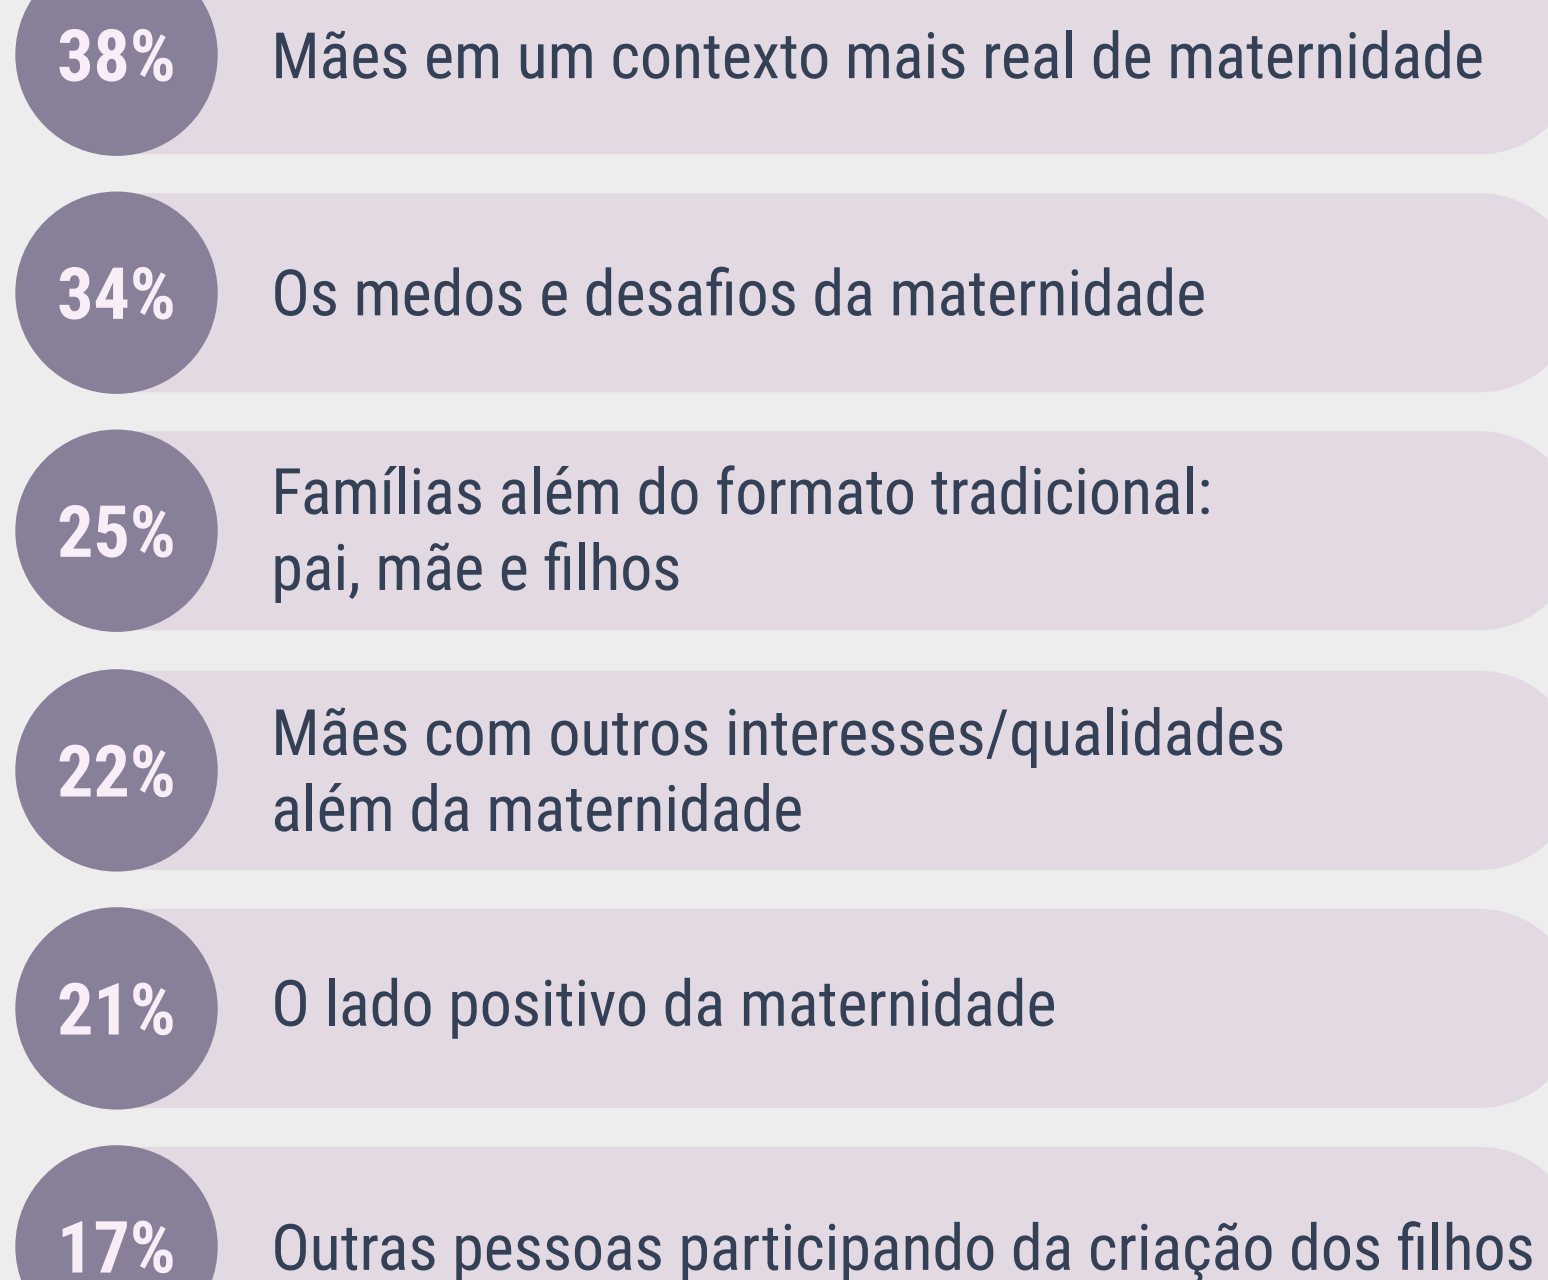 38% Mães em um contexto mais real de maternidade
34% Os medos e desafios da maternidade
25% Famílias além do formato tradicional:
pai, mãe e filhos
22% Mães com outros interesses/qualidades
além da maternidade
21% O lado positivo da maternidade
17% Outras pessoas participando da criação dos filhos